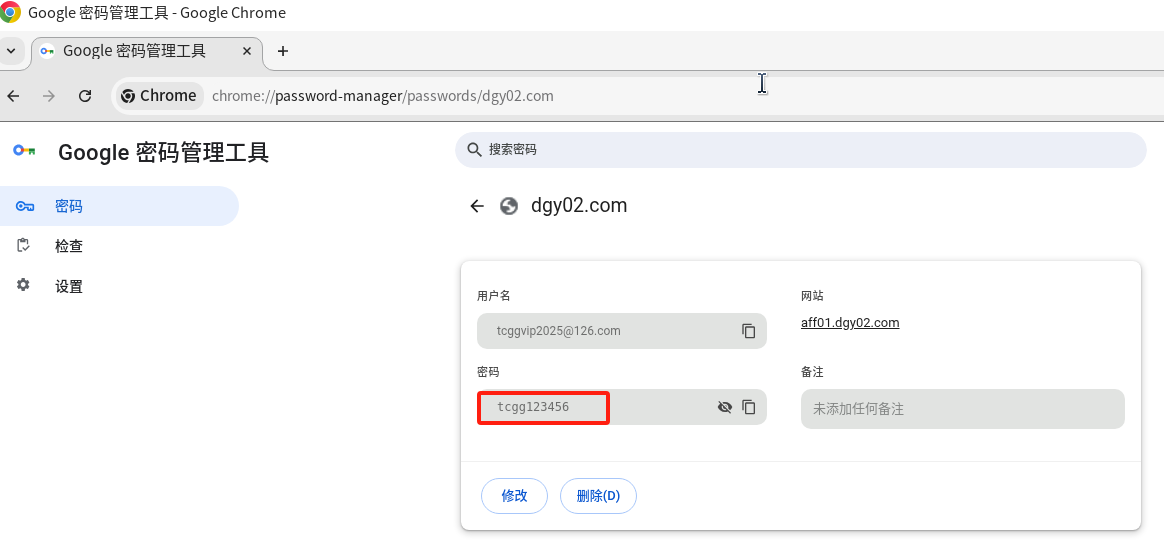 Google 密码管理工具 - Google Chrome
Google 密码管理工具
Chrome
chrome://password-manager/passwords/dgy02.com
Google 密码管理工具
搜索密码
密码
检查
设置
dgy02.com
用户名
网站
tcggvip2025@126.com
aff01.dgy02.com
密码
备注
tcgg123456
未添加任何备注
修改
删除(D)